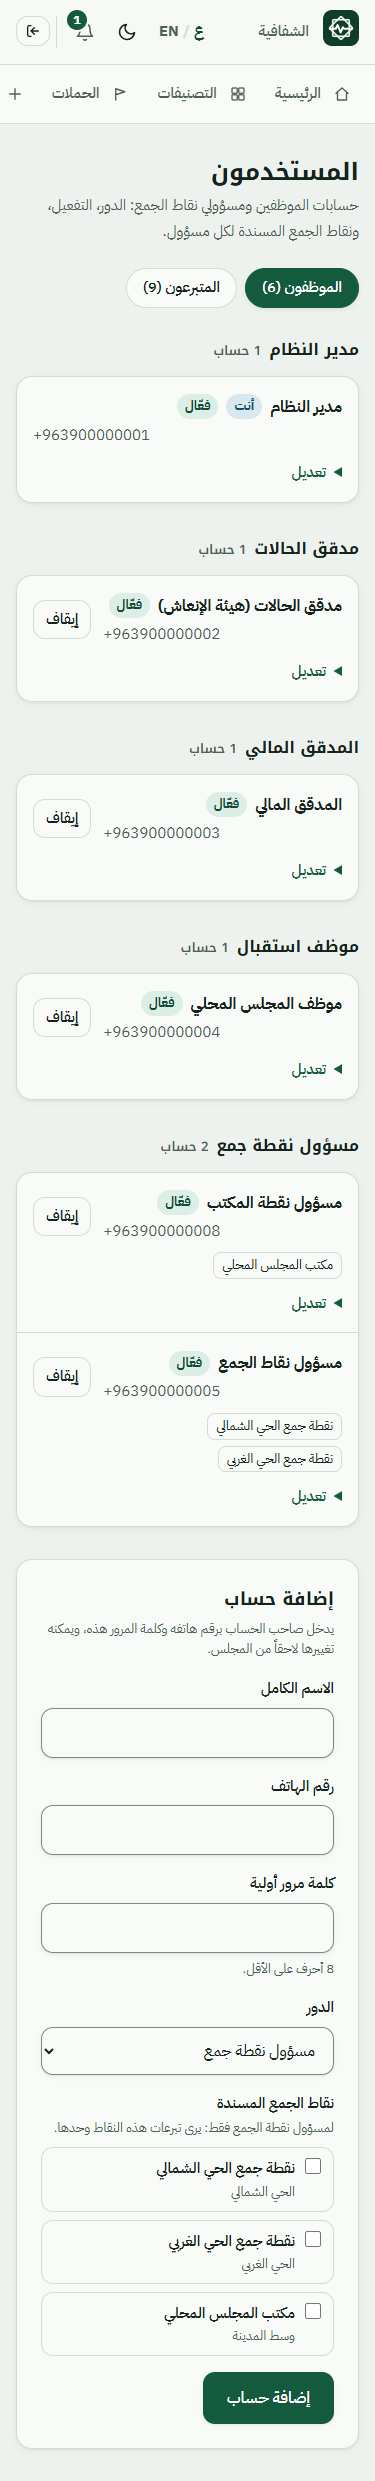 الشفافية
ع / EN
1
الرئيسية
التصنيفات
الحملات
المستخدمون
حسابات الموظفين ومسؤولي نقاط الجمع: الدور، التفعيل،
ونقاط الجمع المسندة لكل مسؤول.
الموظفون (6)
المتبرعون (9)
مدير النظام 1 حساب
مدير النظام أنت فعّال
+963900000001
تعديل
مدقق الحالات 1 حساب
مدقق الحالات (هيئة الإنعاش) فعّال
إيقاف
+963900000002
تعديل
المدقق المالي 1 حساب
المدقق المالي فعّال
إيقاف
+963900000003
تعديل
موظف استقبال 1 حساب
موظف المجلس المحلي فعّال
إيقاف
+963900000004
تعديل
مسؤول نقطة جمع 2 حساب
مسؤول نقطة المكتب فعّال
إيقاف
+963900000008
مكتب المجلس المحلي
تعديل
مسؤول نقاط الجمع فعّال
إيقاف
+963900000005
نقطة جمع الحي الشمالي
نقطة جمع الحي الغربي
تعديل
إضافة حساب
يدخل صاحب الحساب برقم هاتفه وكلمة المرور هذه، ويمكنه
تغييرها لاحقاً من المجلس.
الاسم الكامل
رقم الهاتف
كلمة مرور أولية
8 أحرف على الأقل.
الدور
مسؤول نقطة جمع
نقاط الجمع المسندة
لمسؤول نقطة الجمع فقط: يرى تبرعات هذه النقاط وحدها.
نقطة جمع الحي الشمالي
الحي الشمالي
نقطة جمع الحي الغربي
الحي الغربي
مكتب المجلس المحلي
وسط المدينة
إضافة حساب